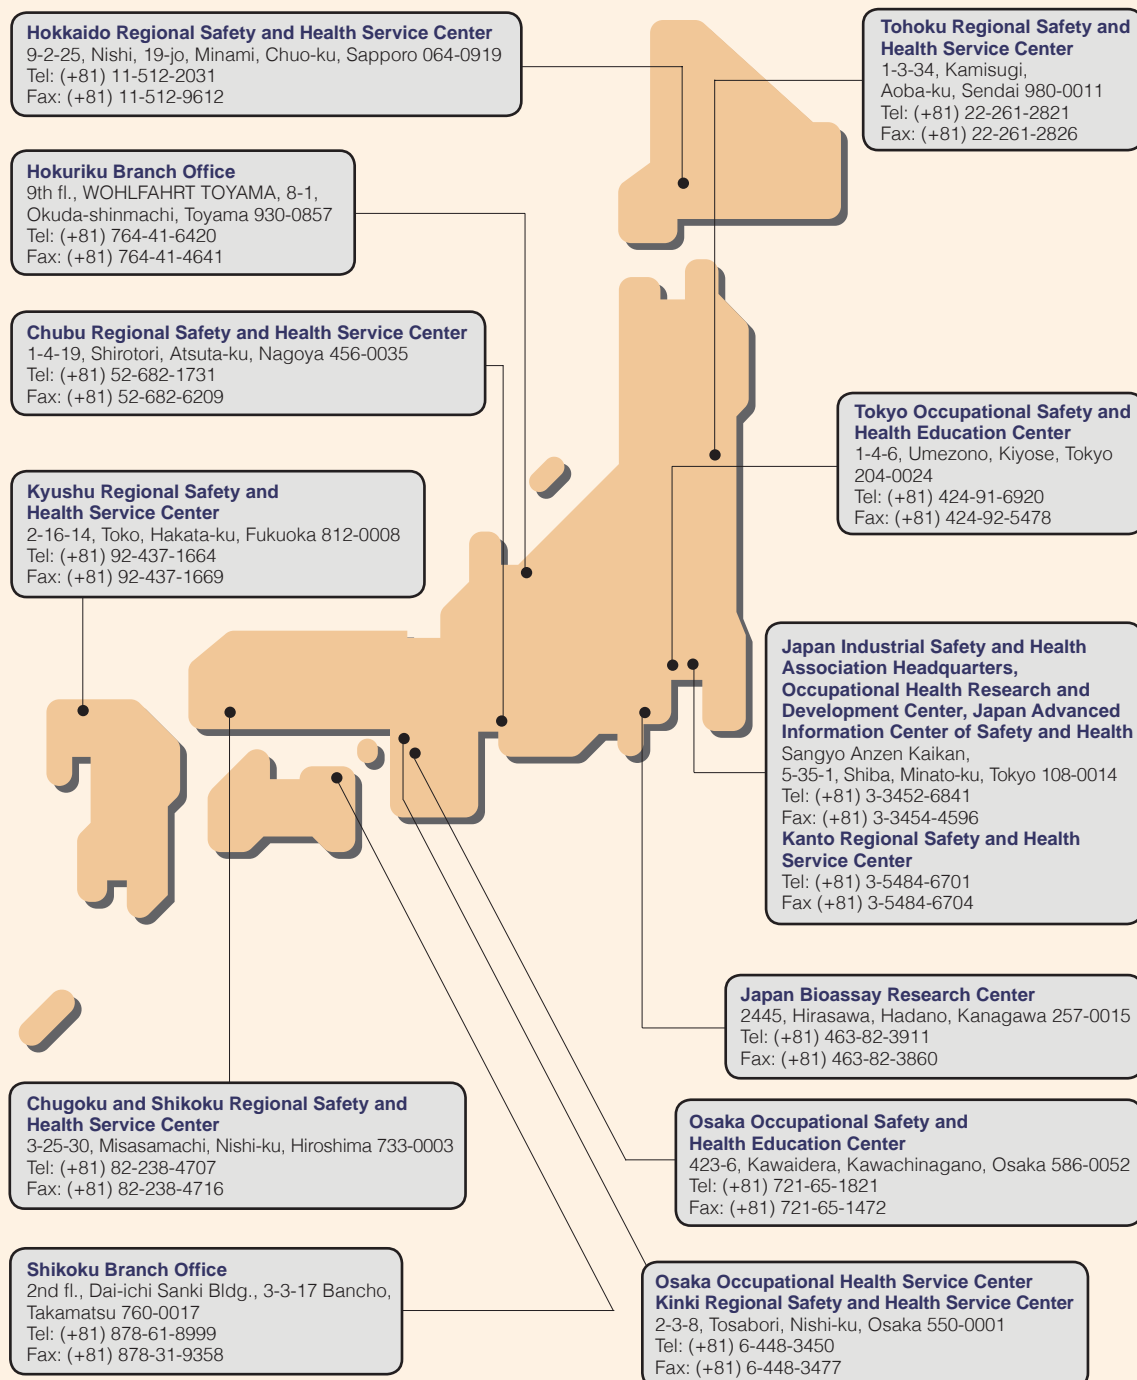 Hokkaido Regional Safety and Health Service Center
9-2-25, Nishi, 19-jo, Minami, Chuo-ku, Sapporo 064-0919
Tel: (+81) 11-512-2031
Fax: (+81) 11-512-9612
Tohoku Regional Safety and
Health Service Center
1-3-34, Kamisugi,
Aoba-ku, Sendai 980-0011
Tel: (+81) 22-261-2821
Fax: (+81) 22-261-2826
Hokuriku Branch Office
9th fl., WOHLFAHRT TOYAMA, 8-1,
Okuda-shinmachi, Toyama 930-0857
Tel: (+81) 764-41-6420
Fax: (+81) 764-41-4641
Chubu Regional Safety and Health Service Center
1-4-19, Shirotori, Atsuta-ku, Nagoya 456-0035
Tel: (+81) 52-682-1731
Fax: (+81) 52-682-6209
Tokyo Occupational Safety and
Health Education Center
1-4-6, Umezono, Kiyose, Tokyo
204-0024
Tel: (+81) 424-91-6920
Fax: (+81) 424-92-5478
Kyushu Regional Safety and
Health Service Center
2-16-14, Toko, Hakata-ku, Fukuoka 812-0008
Tel: (+81) 92-437-1664
Fax: (+81) 92-437-1669
Japan Industrial Safety and Health
Association Headquarters,
Occupational Health Research and
Development Center, Japan Advanced
Information Center of Safety and Health
Sangyo Anzen Kaikan,
5-35-1, Shiba, Minato-ku, Tokyo 108-0014
Tel: (+81) 3-3452-6841
Fax: (+81) 3-3454-4596
Kanto Regional Safety and Health
Service Center
Tel: (+81) 3-5484-6701
Fax (+81) 3-5484-6704
Japan Bioassay Research Center
2445, Hirasawa, Hadano, Kanagawa 257-0015
Tel: (+81) 463-82-3911
Fax: (+81) 463-82-3860
Chugoku and Shikoku Regional Safety and
Health Service Center
3-25-30, Misasamachi, Nishi-ku, Hiroshima 733-0003
Tel: (+81) 82-238-4707
Fax: (+81) 82-238-4716
Osaka Occupational Safety and
Health Education Center
423-6, Kawaidera, Kawachinagano, Osaka 586-0052
Tel: (+81) 721-65-1821
Fax: (+81) 721-65-1472
Shikoku Branch Office
2nd fl., Dai-ichi Sanki Bldg., 3-3-17 Bancho,
Takamatsu 760-0017
Tel: (+81) 878-61-8999
Fax: (+81) 878-31-9358
Osaka Occupational Health Service Center
Kinki Regional Safety and Health Service Center
2-3-8, Tosabori, Nishi-ku, Osaka 550-0001
Tel: (+81) 6-448-3450
Fax: (+81) 6-448-3477